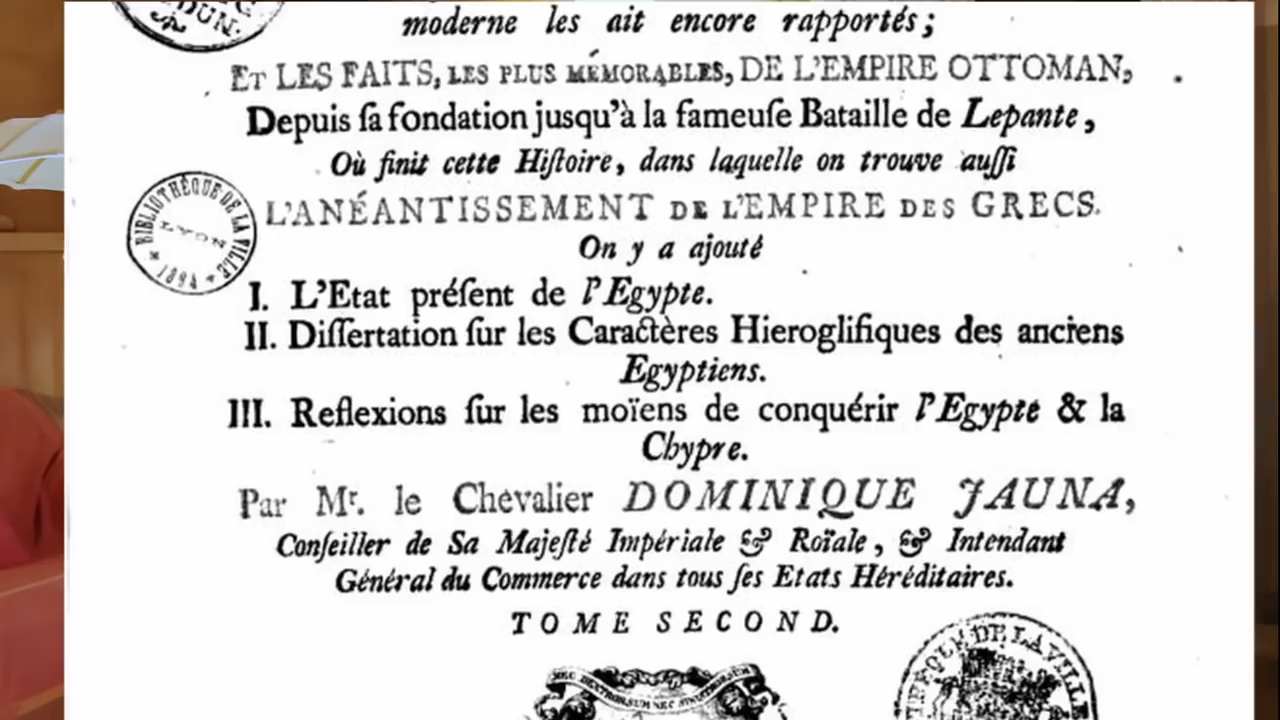 moderne les ait encore rapportés;
ET LES FAITS, LES PLUS MÉMORABLES, DE L'EMPIRE OTTOMAN,
Depuis ſa fondation juſqu'à la fameuſe Bataille de Lepante,
Où finit cette Hiſtoire, dans laquelle on trouve auſſi
L'ANÉANTISSEMENT DE L'EMPIRE DES GRECS.
On y a ajouté
I. L'Etat préſent de l'Egypte.
II. Diſſertation ſur les Caractères Hieroglifiques des anciens
Egyptiens.
III. Reflexions ſur les moïens de conquérir l'Egypte & la
Chypre.
Par Mr. le Chevalier DOMINIQUE JAUNA,
Conſeiller de Sa Majeſté Impériale & Roïale, & Intendant
Général du Commerce dans tous ſes Etats Héréditaires.
TOME SECOND.
BIBLIOTHÈQUE DE LA VILLE
LYON
1894
DE LA VILLE